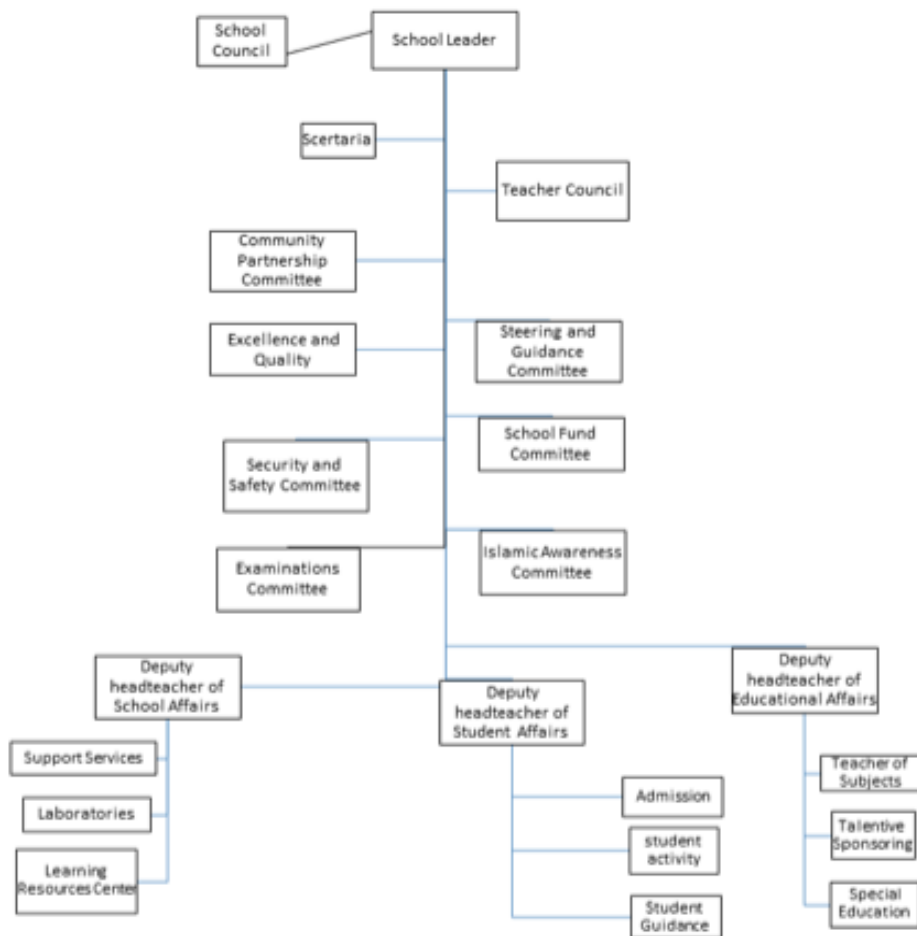 School
Council
School Leader
Scertaria
Teacher Council
Community
Partnership
Committee
Excellence and
Quality
Steering and
Guidance
Committee
School Fund
Committee
Security and
Safety Committee
Examinations
Committee
Islamic Awareness
Committee
Deputy
headteacher of
School Affairs
Deputy
headteacher of
Student Affairs
Deputy
headteacher of
Educational Affairs
Support Services
Laboratories
Learning
Resources Center
Admission
student
activity
Student
Guidance
Teacher of
Subjects
Talentive
Sponsoring
Special
Education